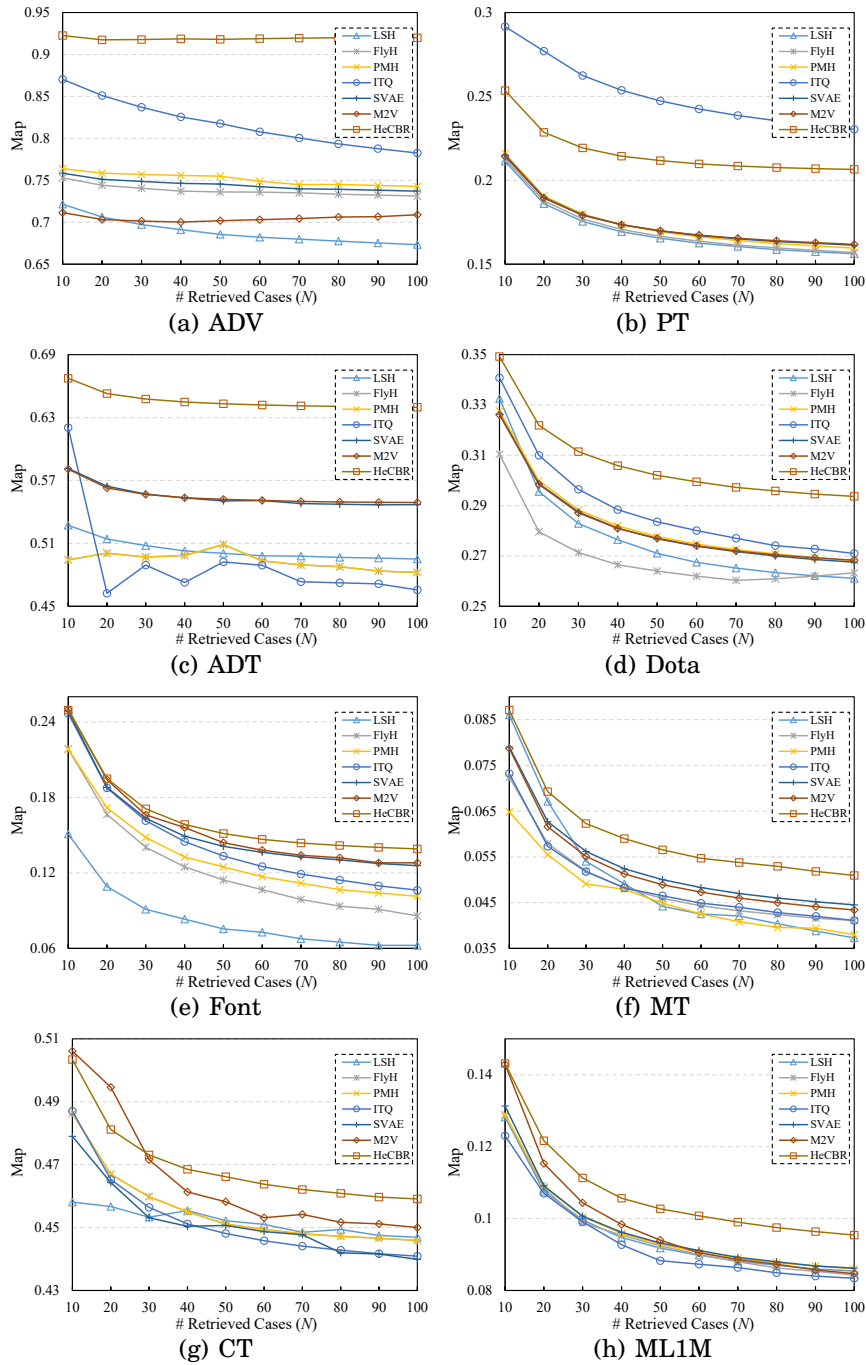 0.95
0.9
0.85
0.8
0.75
0.7
0.65
Map
LSH
FlyH
PMH
ITQ
SVAE
M2V
HeCBR
10 20 30 40 50 60 70 80 90 100
# Retrieved Cases (N)
(a) ADV
0.3
0.25
0.2
0.15
Map
LSH
FlyH
PMH
ITQ
SVAE
M2V
HeCBR
10 20 30 40 50 60 70 80 90 100
# Retrieved Cases (N)
(b) PT
0.69
0.63
0.57
0.51
0.45
Map
LSH
FlyH
PMH
ITQ
SVAE
M2V
HeCBR
10 20 30 40 50 60 70 80 90 100
# Retrieved Cases (N)
(c) ADT
0.35
0.33
0.31
0.29
0.27
0.25
Map
LSH
FlyH
PMH
ITQ
SVAE
M2V
HeCBR
10 20 30 40 50 60 70 80 90 100
# Retrieved Cases (N)
(d) Dota
0.24
0.18
0.12
0.06
Map
LSH
FlyH
PMH
ITQ
SVAE
M2V
HeCBR
10 20 30 40 50 60 70 80 90 100
# Retrieved Cases (N)
(e) Font
0.085
0.075
0.065
0.055
0.045
0.035
Map
LSH
FlyH
PMH
ITQ
SVAE
M2V
HeCBR
10 20 30 40 50 60 70 80 90 100
# Retrieved Cases (N)
(f) MT
0.51
0.49
0.47
0.45
0.43
Map
LSH
FlyH
PMH
ITQ
SVAE
M2V
HeCBR
10 20 30 40 50 60 70 80 90 100
# Retrieved Cases (N)
(g) CT
0.14
0.12
0.1
0.08
Map
LSH
FlyH
PMH
ITQ
SVAE
M2V
HeCBR
10 20 30 40 50 60 70 80 90 100
# Retrieved Cases (N)
(h) ML1M